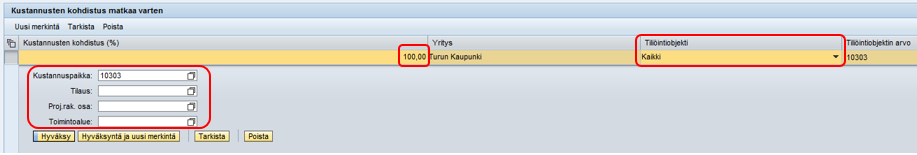 Kustannusten kohdistus matkaa varten
Uusi merkintä Tarkista Poista
Kustannusten kohdistus (%) Yritys Tiliöintiobjekti Tiliöintiobjektin arvo
100,00 Turun Kaupunki Kaikki 10303
Kustannuspaikka: 10303
Tilaus:
Proj.rak. osa:
Toimintoalue:
Hyväksy Hyväksyntä ja uusi merkintä Tarkista Poista